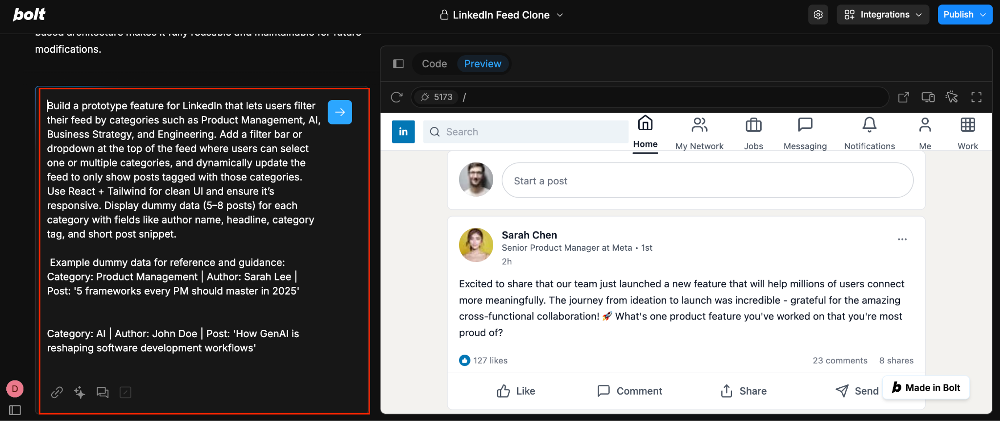 bolt
LinkedIn Feed Clone
Integrations
Publish
based architecture makes it fully reusable and maintainable for future
modifications.
Build a prototype feature for LinkedIn that lets users filter
their feed by categories such as Product Management, AI,
Business Strategy, and Engineering. Add a filter bar or
dropdown at the top of the feed where users can select
one or multiple categories, and dynamically update the
feed to only show posts tagged with those categories.
Use React + Tailwind for clean UI and ensure it’s
responsive. Display dummy data (5–8 posts) for each
category with fields like author name, headline, category
tag, and short post snippet.
Example dummy data for reference and guidance:
Category: Product Management | Author: Sarah Lee |
Post: '5 frameworks every PM should master in 2025'
Category: AI | Author: John Doe | Post: 'How GenAI is
reshaping software development workflows'
D
Code
Preview
5173
/
in
Search
Home
My Network
Jobs
Messaging
Notifications
Me
Work
Start a post
Sarah Chen
Senior Product Manager at Meta • 1st
2h
Excited to share that our team just launched a new feature that will help millions of users connect
more meaningfully. The journey from ideation to launch was incredible - grateful for the amazing
cross-functional collaboration! 🚀 What's one product feature you've worked on that you're most
proud of?
127 likes
23 comments
8 shares
Like
Comment
Share
Send
b Made in Bolt